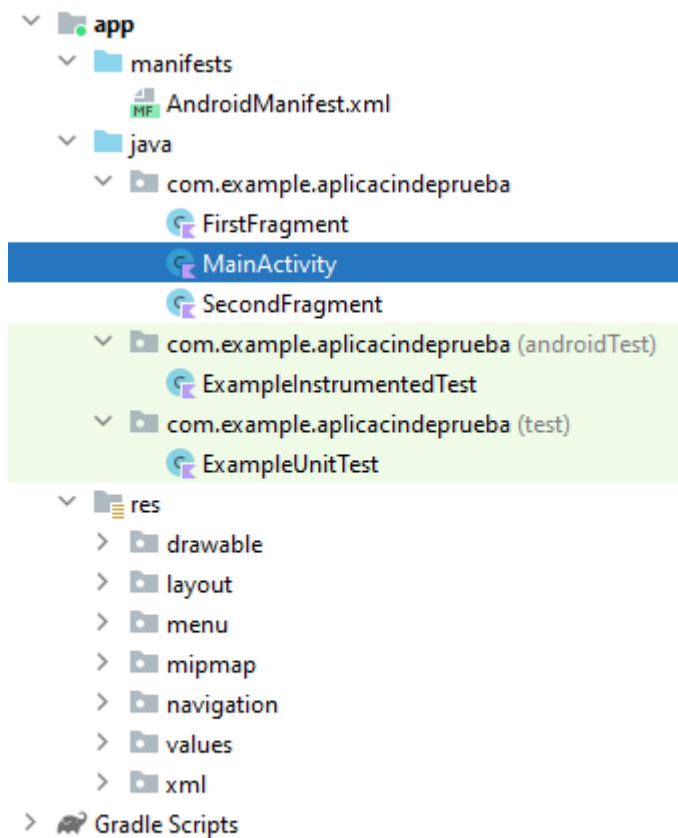 app
manifests
MF AndroidManifest.xml
java
com.example.aplicacindeprueba
FirstFragment
MainActivity
SecondFragment
com.example.aplicacindeprueba (androidTest)
ExampleInstrumentedTest
com.example.aplicacindeprueba (test)
ExampleUnitTest
res
drawable
layout
menu
mipmap
navigation
values
xml
Gradle Scripts